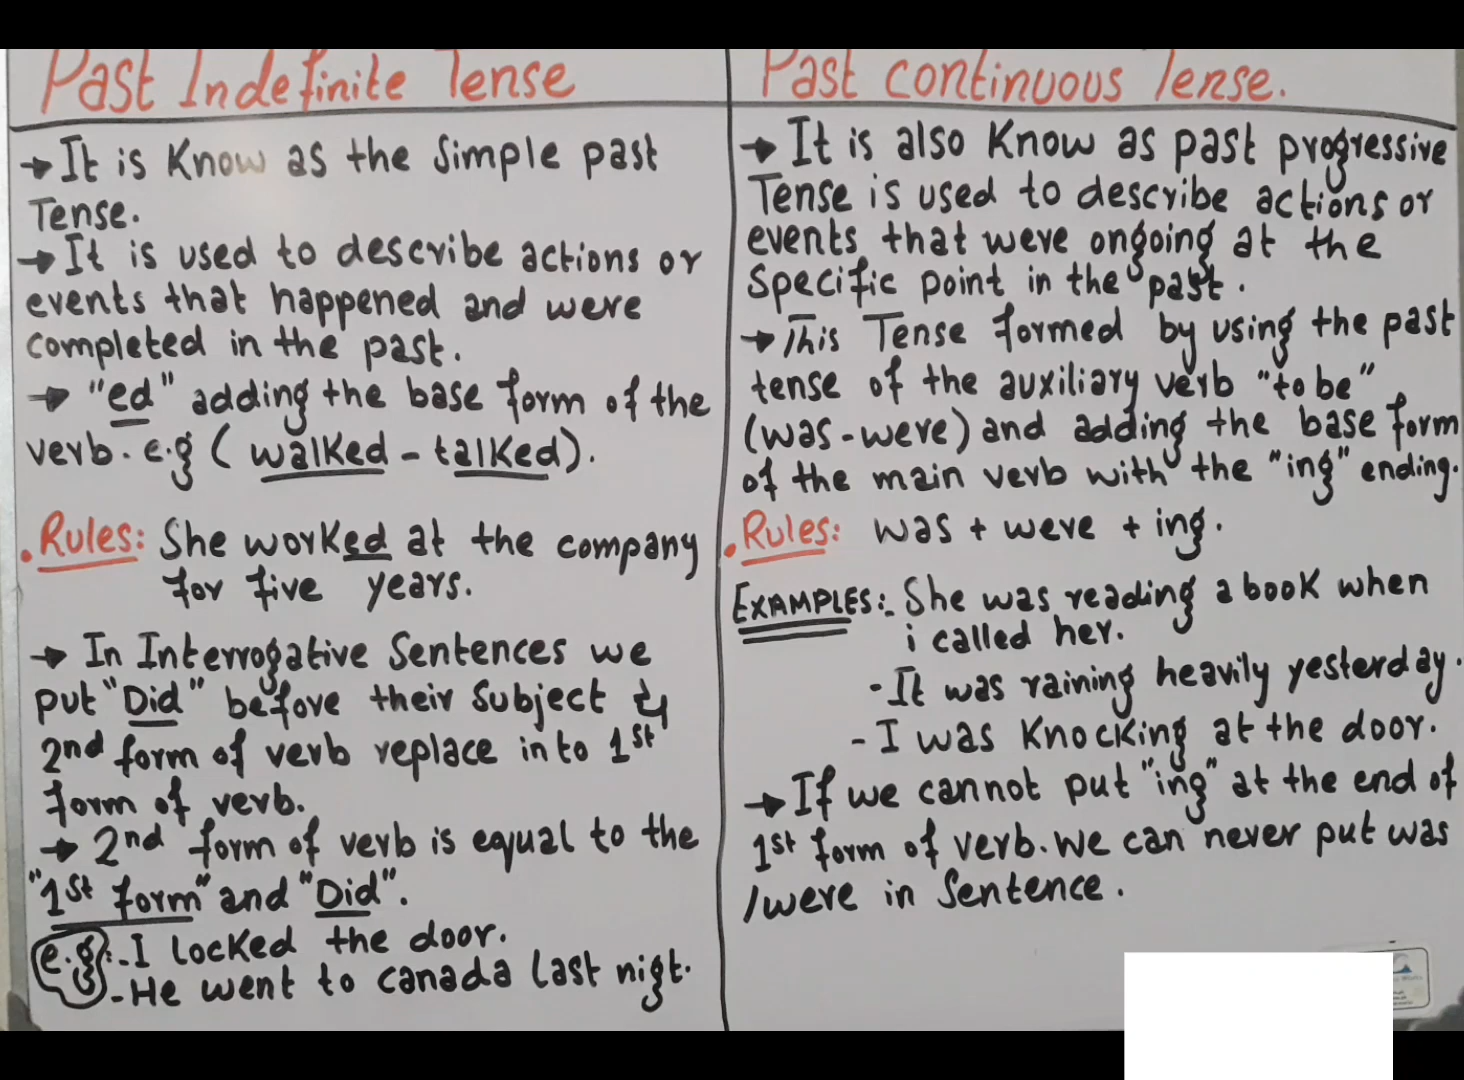 Past Indefinite Tense
→ It is Know as the Simple past
Tense.
→ It is used to describe actions or
events that happened and were
completed in the past.
→ "ed" adding the base form of the
verb. e.g ( walked - talked).
. Rules: She worked at the company
for five years.
→ In Interrogative Sentences we
put "Did" before their subject &
2nd form of verb replace in to 1st
form of verb.
→ 2nd form of verb is equal to the
"1st form" and "Did".
e.g:- I locked the door.
- He went to canada last nigt.
Past continuous Tense.
→ It is also Know as past progressive
Tense is used to describe actions or
events that were ongoing at the
specific point in the past.
→ This Tense formed by using the past
tense of the auxiliary verb "to be"
(was-were) and adding the base form
of the main verb with the "ing" ending.
. Rules: was + were + ing.
EXAMPLES:- She was reading a book when
i called her.
- It was raining heavily yesterday.
- I was Knocking at the door.
→ If we cannot put "ing" at the end of
1st form of verb. we can never put was
/were in Sentence.